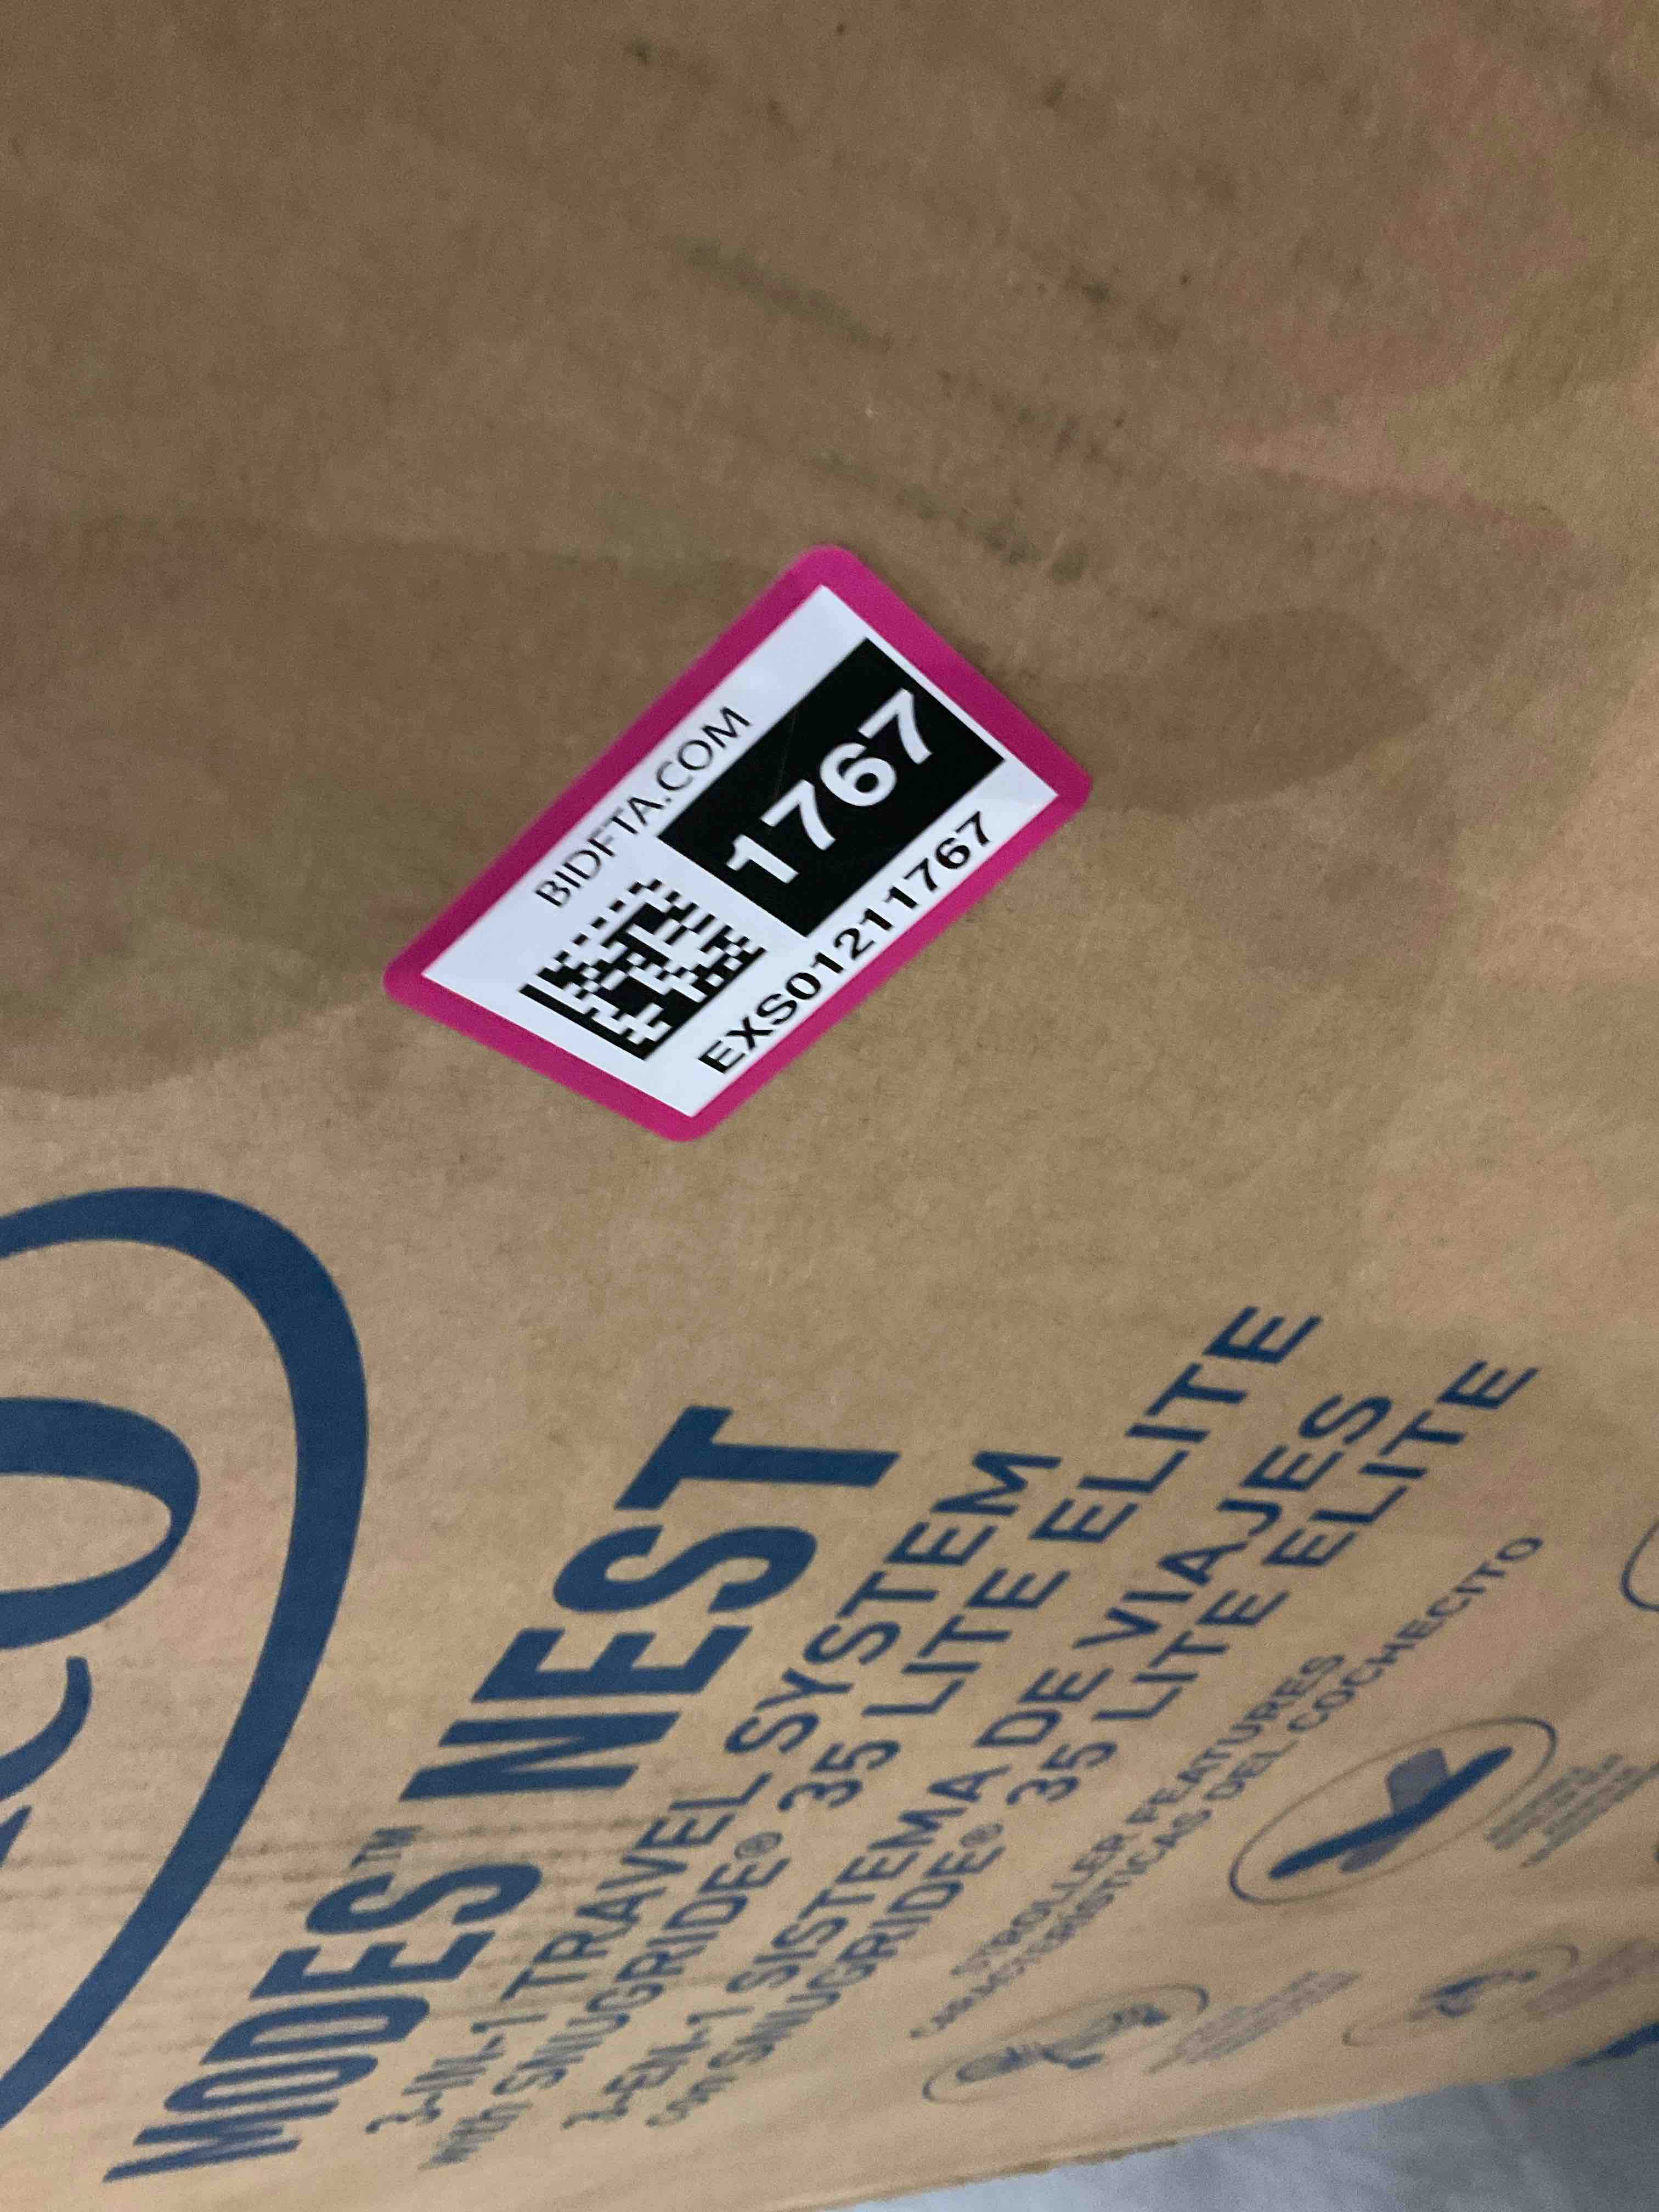 BIDFTA.COM
1767
EXS01211767
MODES™ NEST
3-IN-1 TRAVEL SYSTEM
with SNUGRIDE® 35 LITE ELITE
3-EN-1 SISTEMA DE VIAJES
con SNUGRIDE® 35 LITE ELITE
STROLLER FEATURES
CARACTERÍSTICAS DEL COCHECITO